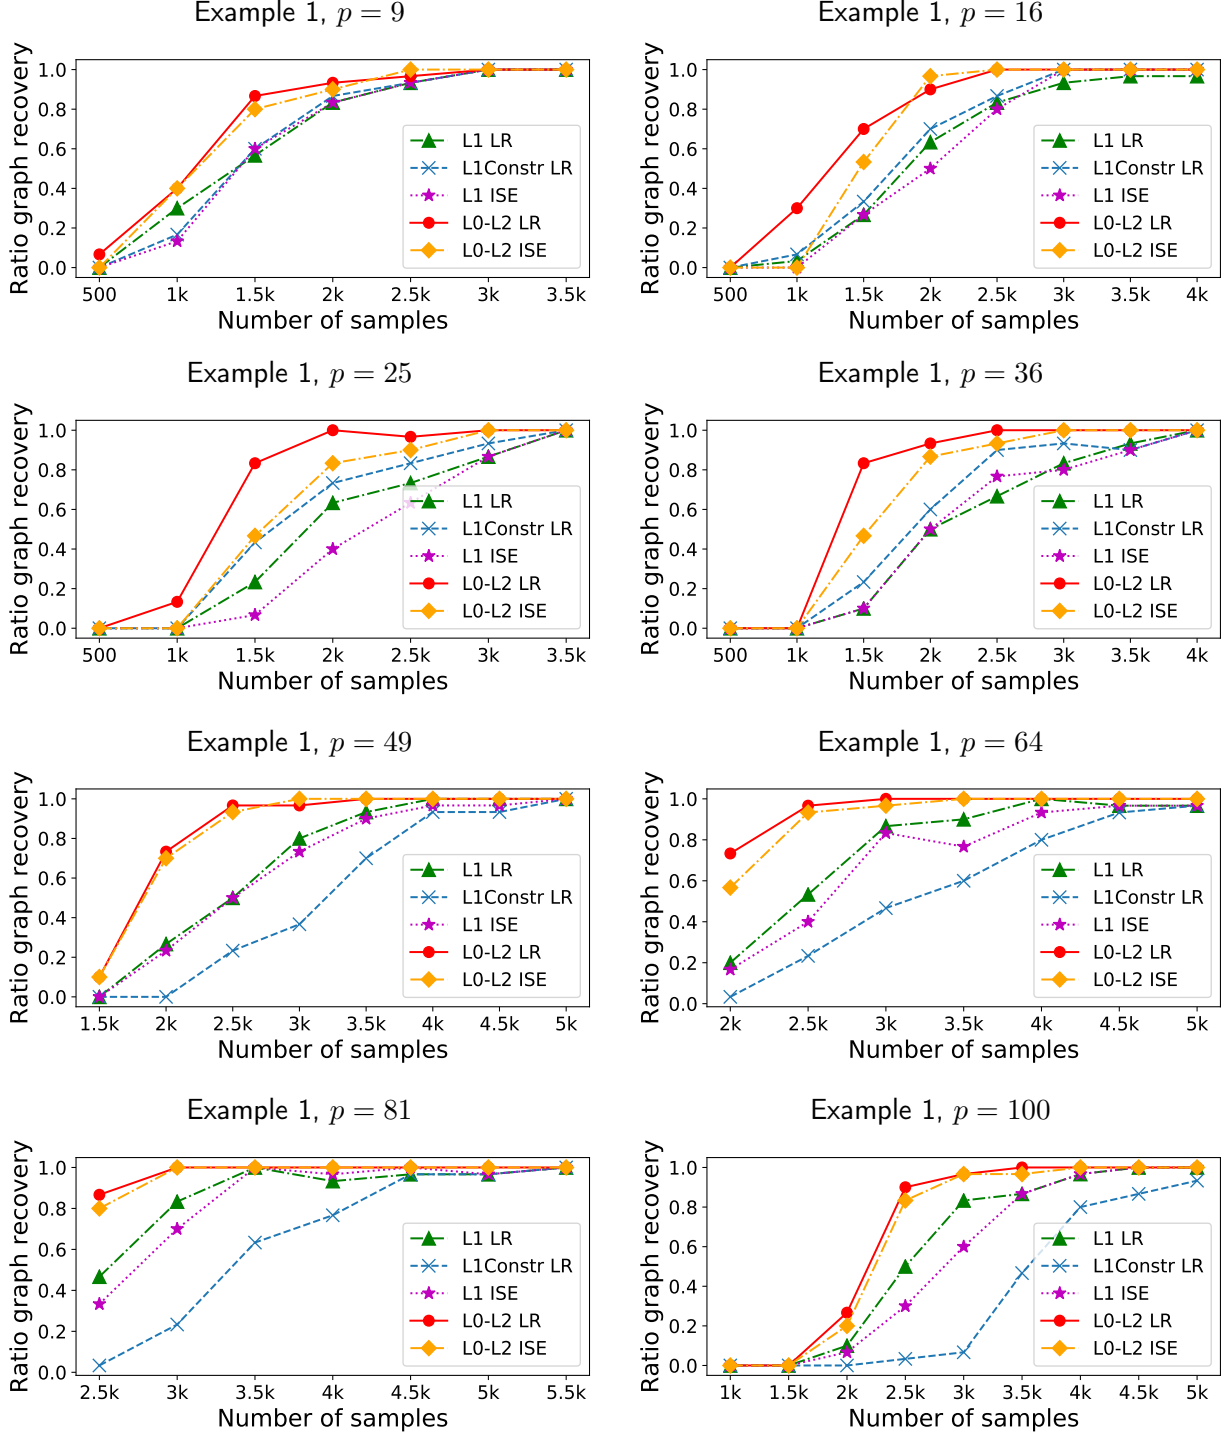 Example 1, p = 9
Ratio graph recovery
1.0
0.8
0.6
0.4
0.2
0.0
L1 LR
L1Constr LR
L1 ISE
L0-L2 LR
L0-L2 ISE
500 1k 1.5k 2k 2.5k 3k 3.5k
Number of samples
Example 1, p = 16
Ratio graph recovery
1.0
0.8
0.6
0.4
0.2
0.0
L1 LR
L1Constr LR
L1 ISE
L0-L2 LR
L0-L2 ISE
500 1k 1.5k 2k 2.5k 3k 3.5k 4k
Number of samples
Example 1, p = 25
Ratio graph recovery
1.0
0.8
0.6
0.4
0.2
0.0
L1 LR
L1Constr LR
L1 ISE
L0-L2 LR
L0-L2 ISE
500 1k 1.5k 2k 2.5k 3k 3.5k
Number of samples
Example 1, p = 36
Ratio graph recovery
1.0
0.8
0.6
0.4
0.2
0.0
L1 LR
L1Constr LR
L1 ISE
L0-L2 LR
L0-L2 ISE
500 1k 1.5k 2k 2.5k 3k 3.5k 4k
Number of samples
Example 1, p = 49
Ratio graph recovery
1.0
0.8
0.6
0.4
0.2
0.0
L1 LR
L1Constr LR
L1 ISE
L0-L2 LR
L0-L2 ISE
1.5k 2k 2.5k 3k 3.5k 4k 4.5k 5k
Number of samples
Example 1, p = 64
Ratio graph recovery
1.0
0.8
0.6
0.4
0.2
0.0
L1 LR
L1Constr LR
L1 ISE
L0-L2 LR
L0-L2 ISE
2k 2.5k 3k 3.5k 4k 4.5k 5k
Number of samples
Example 1, p = 81
Ratio graph recovery
1.0
0.8
0.6
0.4
0.2
0.0
L1 LR
L1Constr LR
L1 ISE
L0-L2 LR
L0-L2 ISE
2.5k 3k 3.5k 4k 4.5k 5k 5.5k
Number of samples
Example 1, p = 100
Ratio graph recovery
1.0
0.8
0.6
0.4
0.2
0.0
L1 LR
L1Constr LR
L1 ISE
L0-L2 LR
L0-L2 ISE
1k 1.5k 2k 2.5k 3k 3.5k 4k 4.5k 5k
Number of samples